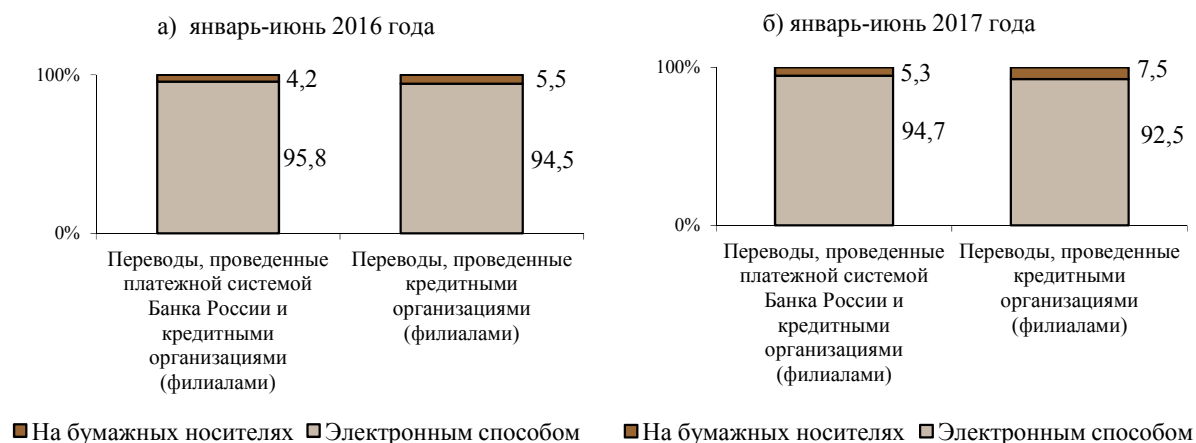 а) январь-июнь 2016 года
100%
4,2
5,5
95,8
94,5
0%
Переводы, проведенные
платежной системой
Банка России и
кредитными
организациями
(филиалами)
Переводы, проведенные
кредитными
организациями
(филиалами)
На бумажных носителях
Электронным способом
б) январь-июнь 2017 года
100%
5,3
7,5
94,7
92,5
0%
Переводы, проведенные
платежной системой
Банка России и
кредитными
организациями
(филиалами)
Переводы, проведенные
кредитными
организациями
(филиалами)
На бумажных носителях
Электронным способом